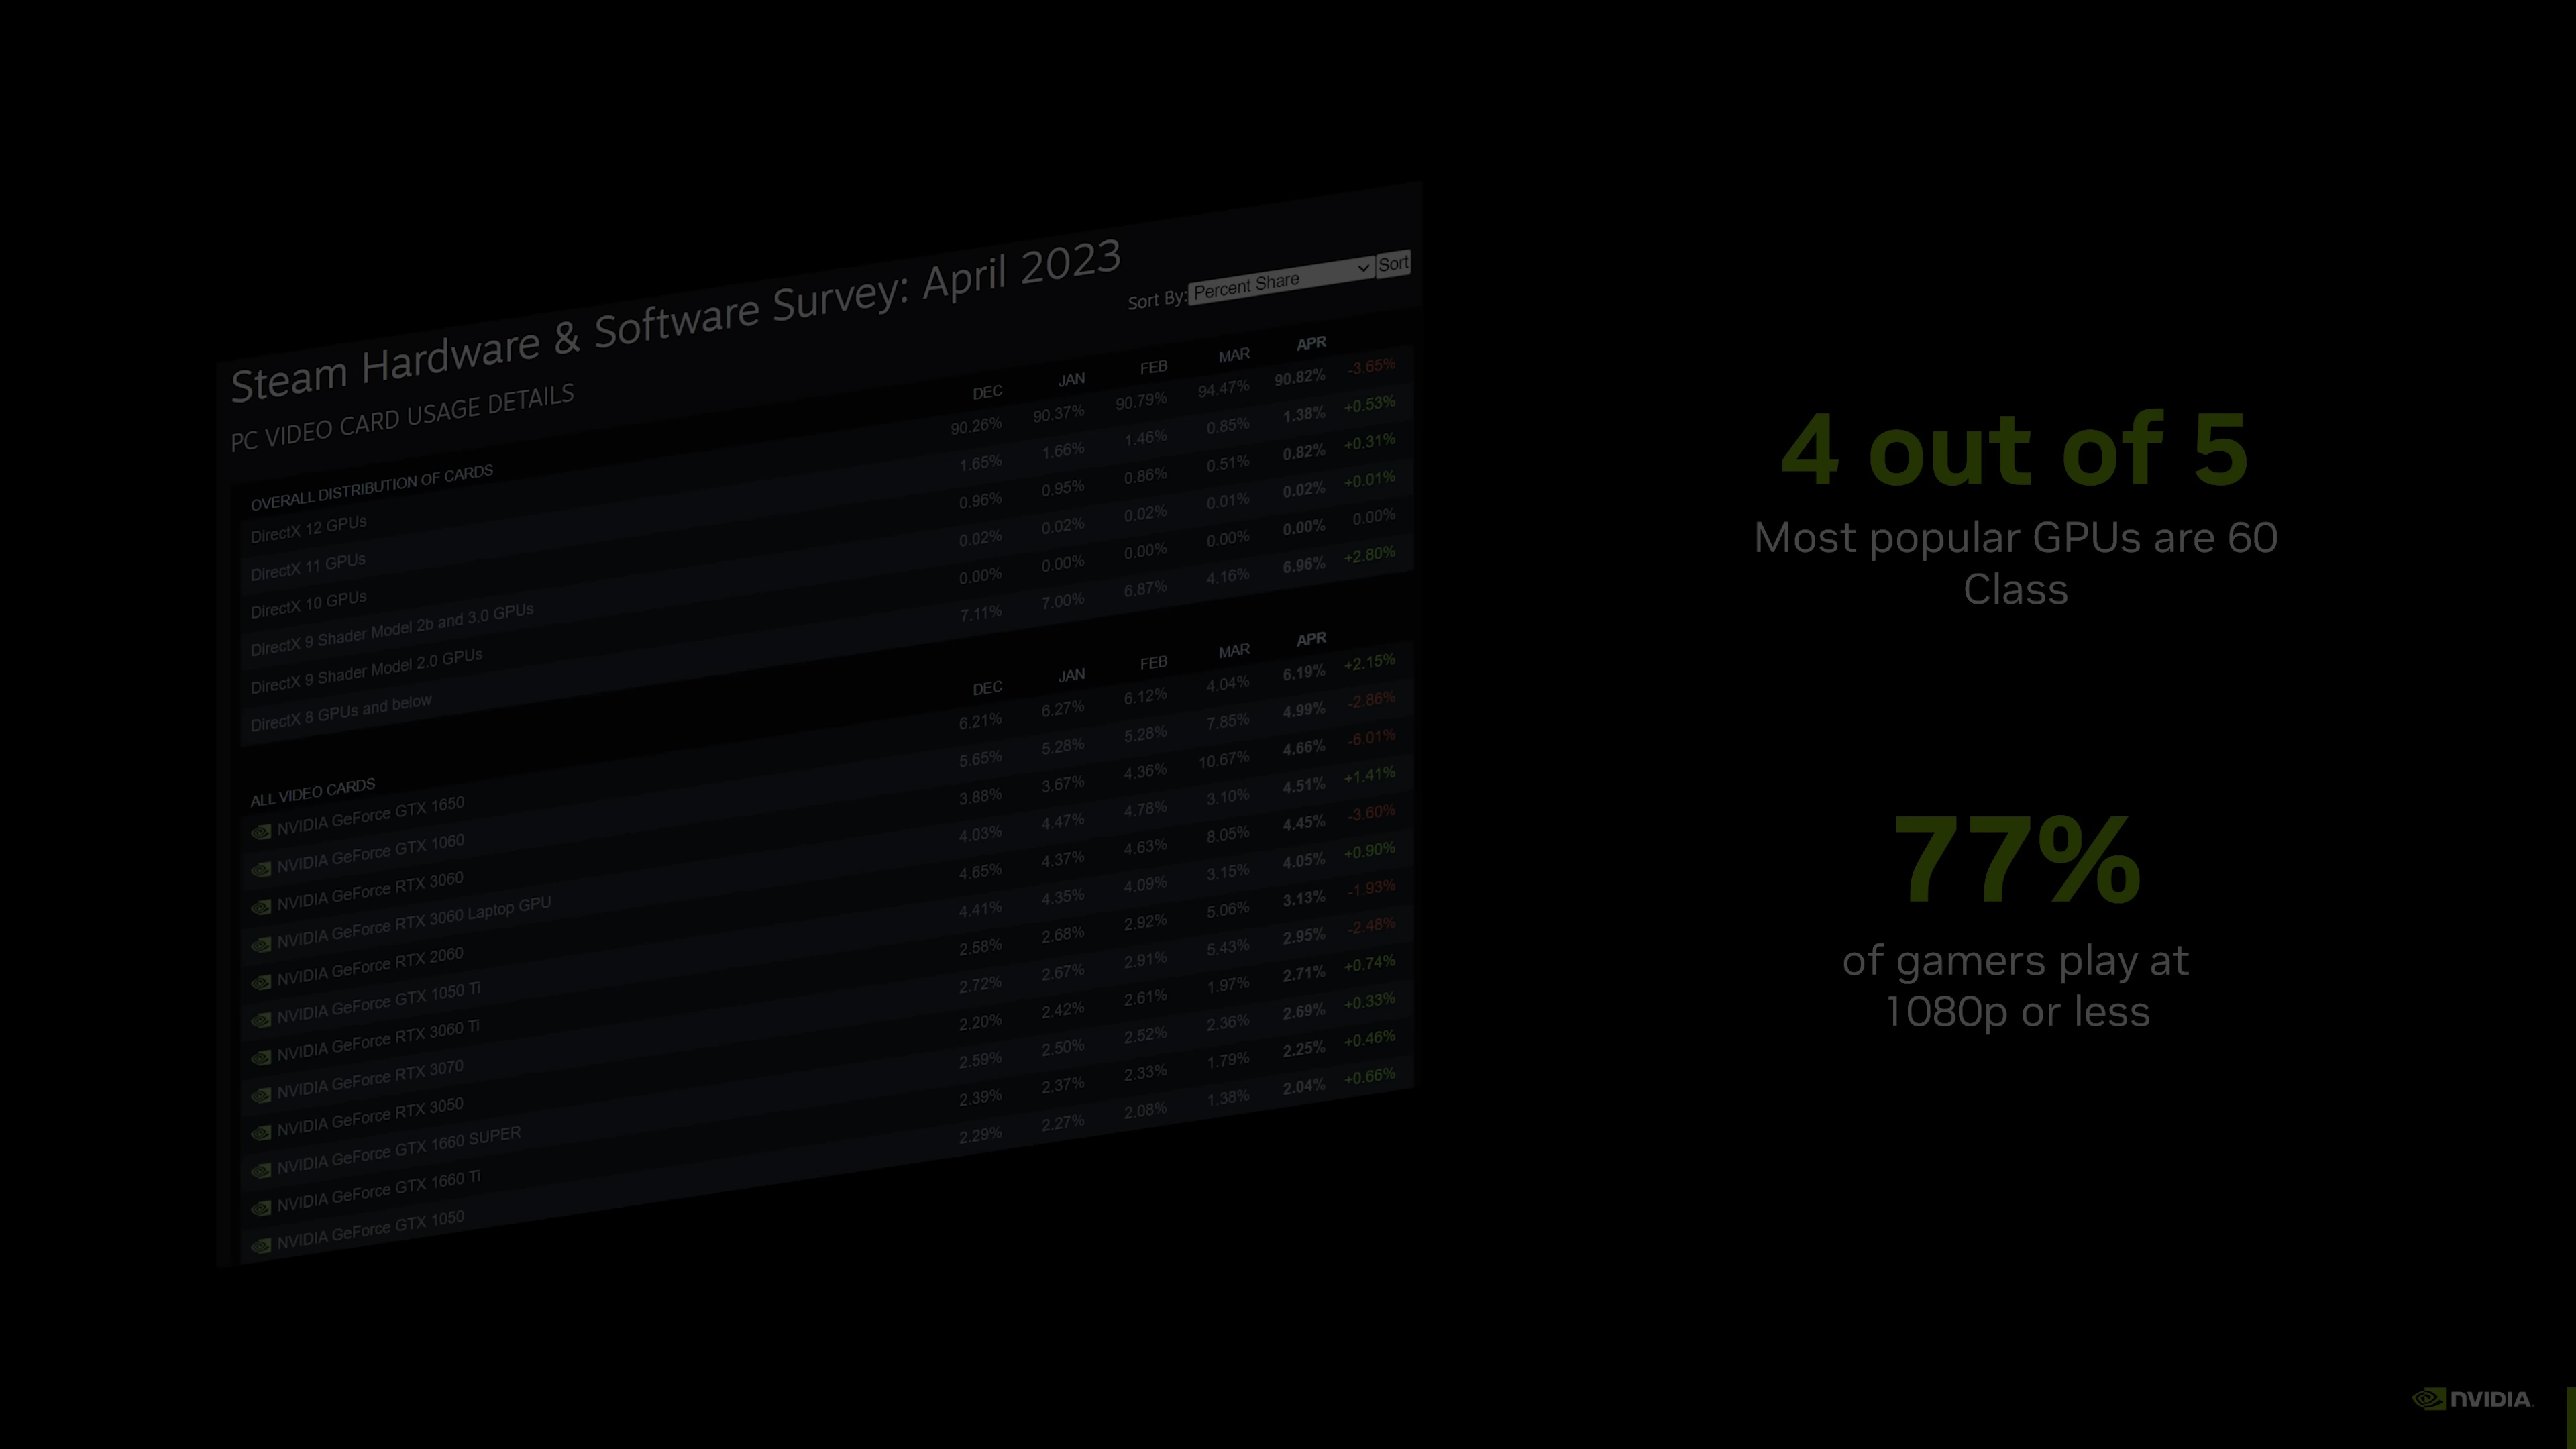 Steam Hardware & Software Survey: April 2023
Sort By: Percent Share Sort
PC VIDEO CARD USAGE DETAILS
OVERALL DISTRIBUTION OF CARDS DEC JAN FEB MAR APR
DirectX 12 GPUs 90.26% 90.37% 90.79% 94.47% 90.82% -3.65%
DirectX 11 GPUs 1.65% 1.66% 1.46% 0.85% 1.38% +0.53%
DirectX 10 GPUs 0.96% 0.95% 0.86% 0.51% 0.82% +0.31%
DirectX 9 Shader Model 2b and 3.0 GPUs 0.02% 0.02% 0.02% 0.01% 0.02% +0.01%
DirectX 9 Shader Model 2.0 GPUs 0.00% 0.00% 0.00% 0.00% 0.00% 0.00%
DirectX 8 GPUs and below 7.11% 7.00% 6.87% 4.16% 6.96% +2.80%
ALL VIDEO CARDS DEC JAN FEB MAR APR
NVIDIA GeForce GTX 1650 6.21% 6.27% 6.12% 4.04% 6.19% +2.15%
NVIDIA GeForce GTX 1060 5.65% 5.28% 5.28% 7.85% 4.99% -2.86%
NVIDIA GeForce RTX 3060 3.88% 3.67% 4.36% 10.67% 4.66% -6.01%
NVIDIA GeForce RTX 3060 Laptop GPU 4.03% 4.47% 4.78% 3.10% 4.51% +1.41%
NVIDIA GeForce RTX 2060 4.65% 4.37% 4.63% 8.05% 4.45% -3.60%
NVIDIA GeForce GTX 1050 Ti 4.41% 4.35% 4.09% 3.15% 4.05% +0.90%
NVIDIA GeForce RTX 3060 Ti 2.58% 2.68% 2.92% 5.06% 3.13% -1.93%
NVIDIA GeForce RTX 3070 2.72% 2.67% 2.91% 5.43% 2.95% -2.48%
NVIDIA GeForce RTX 3050 2.20% 2.42% 2.61% 1.97% 2.71% +0.74%
NVIDIA GeForce GTX 1660 SUPER 2.59% 2.50% 2.52% 2.36% 2.69% +0.33%
NVIDIA GeForce GTX 1660 Ti 2.39% 2.37% 2.33% 1.79% 2.25% +0.46%
NVIDIA GeForce GTX 1050 2.29% 2.27% 2.08% 1.38% 2.04% +0.66%
4 out of 5
Most popular GPUs are 60
Class
77%
of gamers play at
1080p or less
NVIDIA